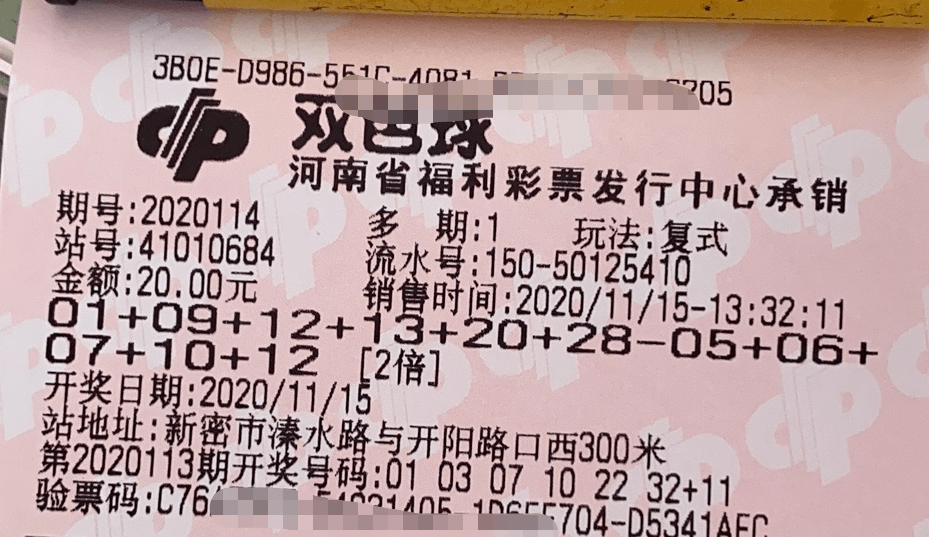 3B0E-D986-551C-4081 205
双色球
河南省福利彩票发行中心承销
期号:2020114 多 期:1 玩法:复式
站号:41010684 流水号:150-50125410
金额:20.00元 销售时间:2020/11/15-13:32:11
01+09+12+13+20+28-05+06+
07+10+12 [2倍]
开奖日期:2020/11/15
站地址:新密市溱水路与开阳路口西300米
第2020113期开奖号码:01 03 07 10 22 32+11
验票码:C76 704-D5341AFC